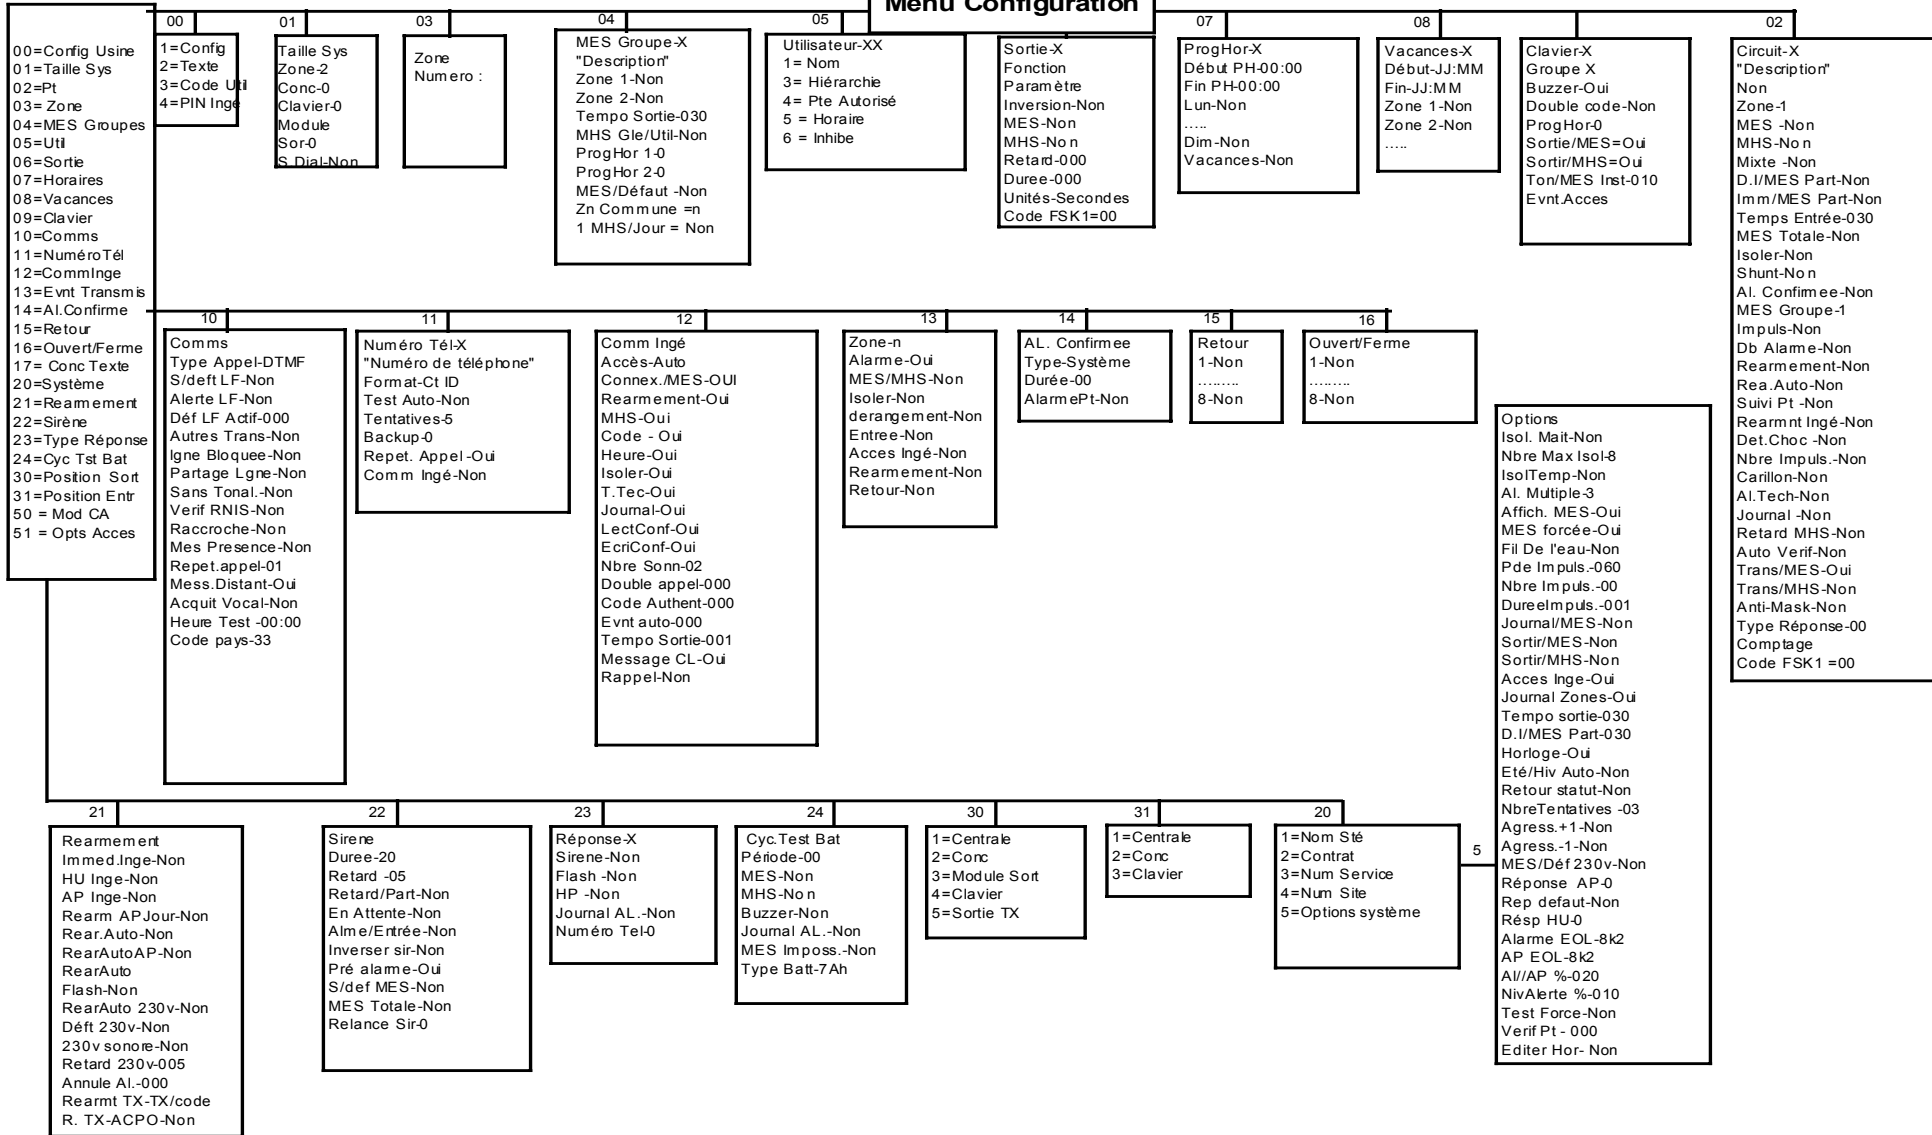 Menu Configuration
00=Config Usine
01=Taille Sys
02=Pt
03= Zone
04=MES Groupes
05=Util
06=Sortie
07=Horaires
08=Vacances
09=Clavier
10=Comms
11=NuméroTél
12=CommInge
13=Evnt Transmis
14=Al.Confirme
15=Retour
16=Ouvert/Ferme
17= Conc Texte
20=Système
21=Rearmement
22=Sirène
23=Type Réponse
24=Cyc Tst Bat
30=Position Sort
31=Position Entr
50 = Mod CA
51 = Opts Acces
00
1=Config
2=Texte
3=Code Util
4=PIN Inge
01
Taille Sys
Zone-2
Conc-0
Clavier-0
Module
Sor-0
S Dial-Non
03
Zone
Numero :
04
MES Groupe-X
"Description"
Zone 1-Non
Zone 2-Non
Tempo Sortie-030
MHS Gle/Util-Non
ProgHor 1-0
ProgHor 2-0
MES/Défaut -Non
Zn Commune =n
1 MHS/Jour = Non
05
Utilisateur-XX
1= Nom
3= Hiérarchie
4= Pte Autorisé
5 = Horaire
6 = Inhibe
Sortie-X
Fonction
Paramètre
Inversion-Non
MES-Non
MHS-Non
Retard-000
Duree-000
Unités-Secondes
Code FSK1=00
07
ProgHor-X
Début PH-00:00
Fin PH-00:00
Lun-Non
.....
Dim-Non
Vacances-Non
08
Vacances-X
Début-JJ:MM
Fin-JJ:MM
Zone 1-Non
Zone 2-Non
.....
Clavier-X
Groupe X
Buzzer-Oui
Double code-Non
ProgHor-0
Sortie/MES=Oui
Sortir/MHS=Oui
Ton/MES Inst-010
Evnt.Acces
02
Circuit-X
"Description"
Non
Zone-1
MES -Non
MHS-Non
Mixte -Non
D.I/MES Part-Non
Imm/MES Part-Non
Temps Entrée-030
MES Totale-Non
Isoler-Non
Shunt-Non
Al. Confirmee-Non
MES Groupe-1
Impuls-Non
Db Alarme-Non
Rearmement-Non
Rea.Auto-Non
Suivi Pt -Non
Rearmnt Ingé-Non
Det.Choc -Non
Nbre Impuls.-Non
Carillon-Non
Al.Tech-Non
Journal -Non
Retard MHS-Non
Auto Verif-Non
Trans/MES-Oui
Trans/MHS-Non
Anti-Mask-Non
Type Réponse-00
Comptage
Code FSK1 =00
10
Comms
Type Appel-DTMF
S/deft LF-Non
Alerte LF-Non
Déf LF Actif-000
Autres Trans-Non
lgne Bloquee-Non
Partage Lgne-Non
Sans Tonal.-Non
Verif RNIS-Non
Raccroche-Non
Mes Presence-Non
Repet.appel-01
Mess.Distant-Oui
Acquit Vocal-Non
Heure Test -00:00
Code pays-33
11
Numéro Tél-X
"Numéro de téléphone"
Format-Ct ID
Test Auto-Non
Tentatives-5
Backup-0
Repet. Appel -Oui
Comm Ingé-Non
12
Comm Ingé
Accès-Auto
Connex./MES-OUI
Rearmement-Oui
MHS-Oui
Code - Oui
Heure-Oui
Isoler-Oui
T.Tec-Oui
Journal-Oui
LectConf-Oui
EcriConf-Oui
Nbre Sonn-02
Double appel-000
Code Authent-000
Evnt auto-000
Tempo Sortie-001
Message CL-Oui
Rappel-Non
13
Zone-n
Alarme-Oui
MES/MHS-Non
Isoler-Non
derangement-Non
Entree-Non
Acces Ingé-Non
Rearmement-Non
Retour-Non
14
AL. Confirmee
Type-Système
Durée-00
AlarmePt-Non
15
Retour
1-Non
.........
8-Non
16
Ouvert/Ferme
1-Non
.........
8-Non
Options
Isol. Mait-Non
Nbre Max Isol-8
IsolTemp-Non
Al. Multiple-3
Affich. MES-Oui
MES forcée-Oui
Fil De l'eau-Non
Pde Impuls.-060
Nbre Impuls.-00
DureeImpuls.-001
Journal/MES-Non
Sortir/MES-Non
Sortir/MHS-Non
Acces Inge-Oui
Journal Zones-Oui
Tempo sortie-030
D.I/MES Part-030
Horloge-Oui
Eté/Hiv Auto-Non
Retour statut-Non
NbreTentatives -03
Agress.+1-Non
Agress.-1-Non
MES/Déf 230v-Non
Réponse AP-0
Rep defaut-Non
Résp HU-0
Alarme EOL-8k2
AP EOL-8k2
Al//AP %-020
NivAlerte %-010
Test Force-Non
Verif Pt - 000
Editer Hor- Non
21
Rearmement
Immed.Inge-Non
HU Inge-Non
AP Inge-Non
Rearm APJour-Non
Rear.Auto-Non
RearAutoAP-Non
RearAuto
Flash-Non
RearAuto 230v-Non
Déft 230v-Non
230v sonore-Non
Retard 230v-005
Annule Al.-000
Rearmt TX-TX/code
R. TX-ACPO-Non
22
Sirene
Duree-20
Retard -05
Retard/Part-Non
En Attente-Non
Alme/Entrée-Non
Inverser sir-Non
Pré alarme-Oui
S/def MES-Non
MES Totale-Non
Relance Sir-0
23
Réponse-X
Sirene-Non
Flash -Non
HP -Non
Journal AL.-Non
Numéro Tel-0
24
Cyc.Test Bat
Période-00
MES-Non
MHS-Non
Buzzer-Non
Journal AL.-Non
MES Imposs.-Non
Type Batt-7Ah
30
1=Centrale
2=Conc
3=Module Sort
4=Clavier
5=Sortie TX
31
1=Centrale
2=Conc
3=Clavier
20
1=Nom Sté
2=Contrat
3=Num Service
4=Num Site
5=Options système
5